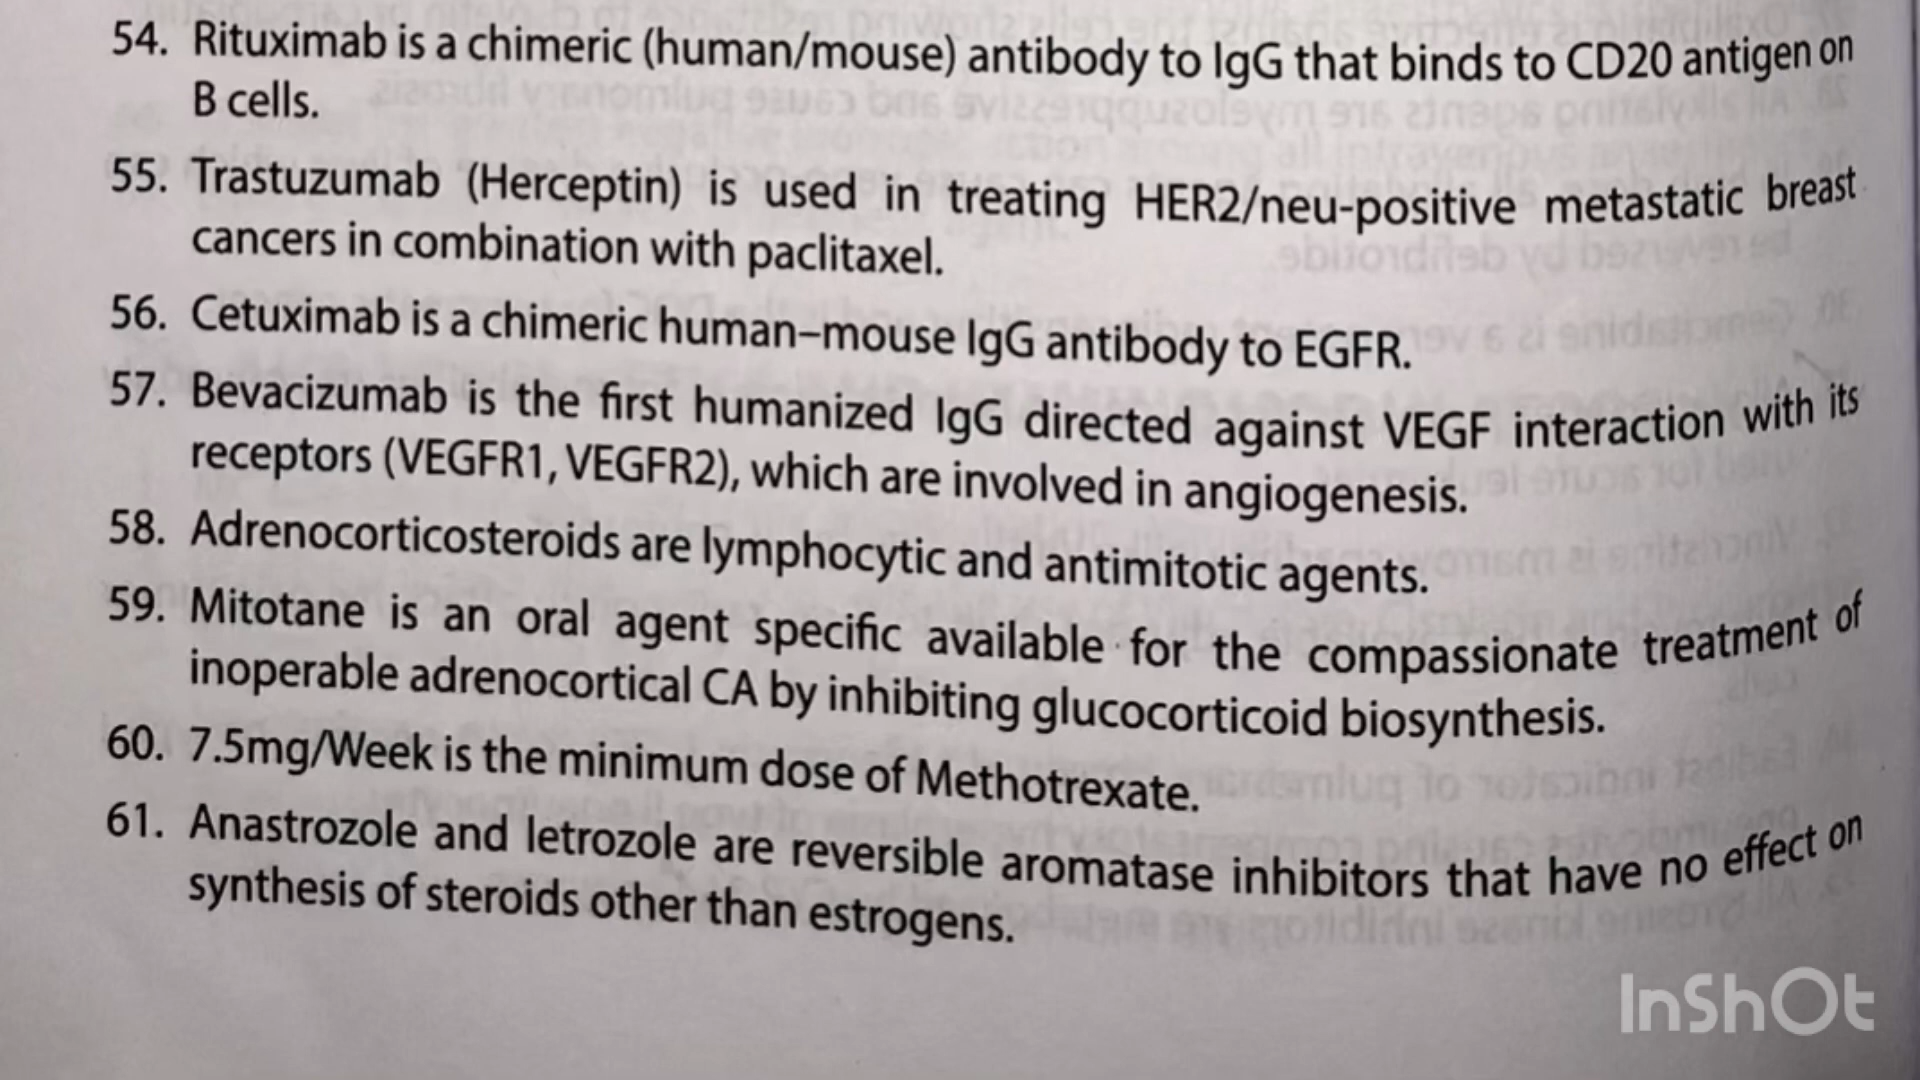 54. Rituximab is a chimeric (human/mouse) antibody to IgG that binds to CD20 antigen on
B cells.
55. Trastuzumab (Herceptin) is used in treating HER2/neu-positive metastatic breast
cancers in combination with paclitaxel.
56. Cetuximab is a chimeric human–mouse IgG antibody to EGFR.
57. Bevacizumab is the first humanized IgG directed against VEGF interaction with its
receptors (VEGFR1, VEGFR2), which are involved in angiogenesis.
58. Adrenocorticosteroids are lymphocytic and antimitotic agents.
59. Mitotane is an oral agent specific available for the compassionate treatment of
inoperable adrenocortical CA by inhibiting glucocorticoid biosynthesis.
60. 7.5mg/Week is the minimum dose of Methotrexate.
61. Anastrozole and letrozole are reversible aromatase inhibitors that have no effect on
synthesis of steroids other than estrogens.
InShOt